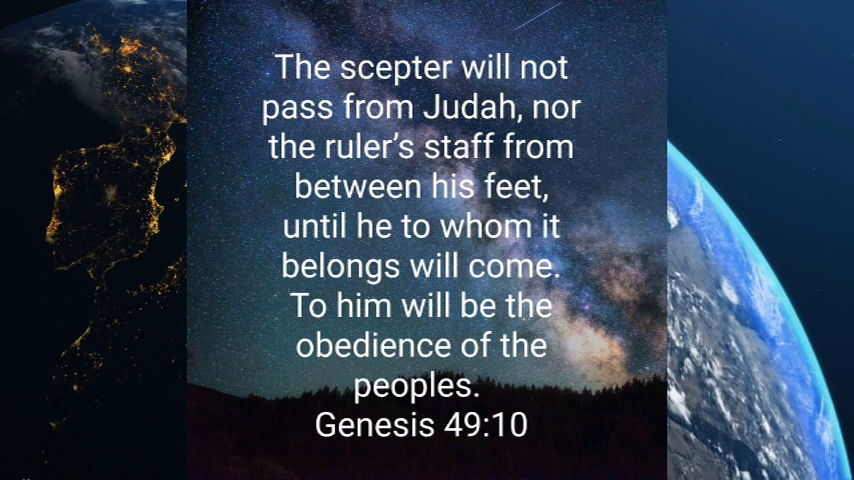 The scepter will not
pass from Judah, nor
the ruler’s staff from
between his feet,
until he to whom it
belongs will come.
To him will be the
obedience of the
peoples.
Genesis 49:10